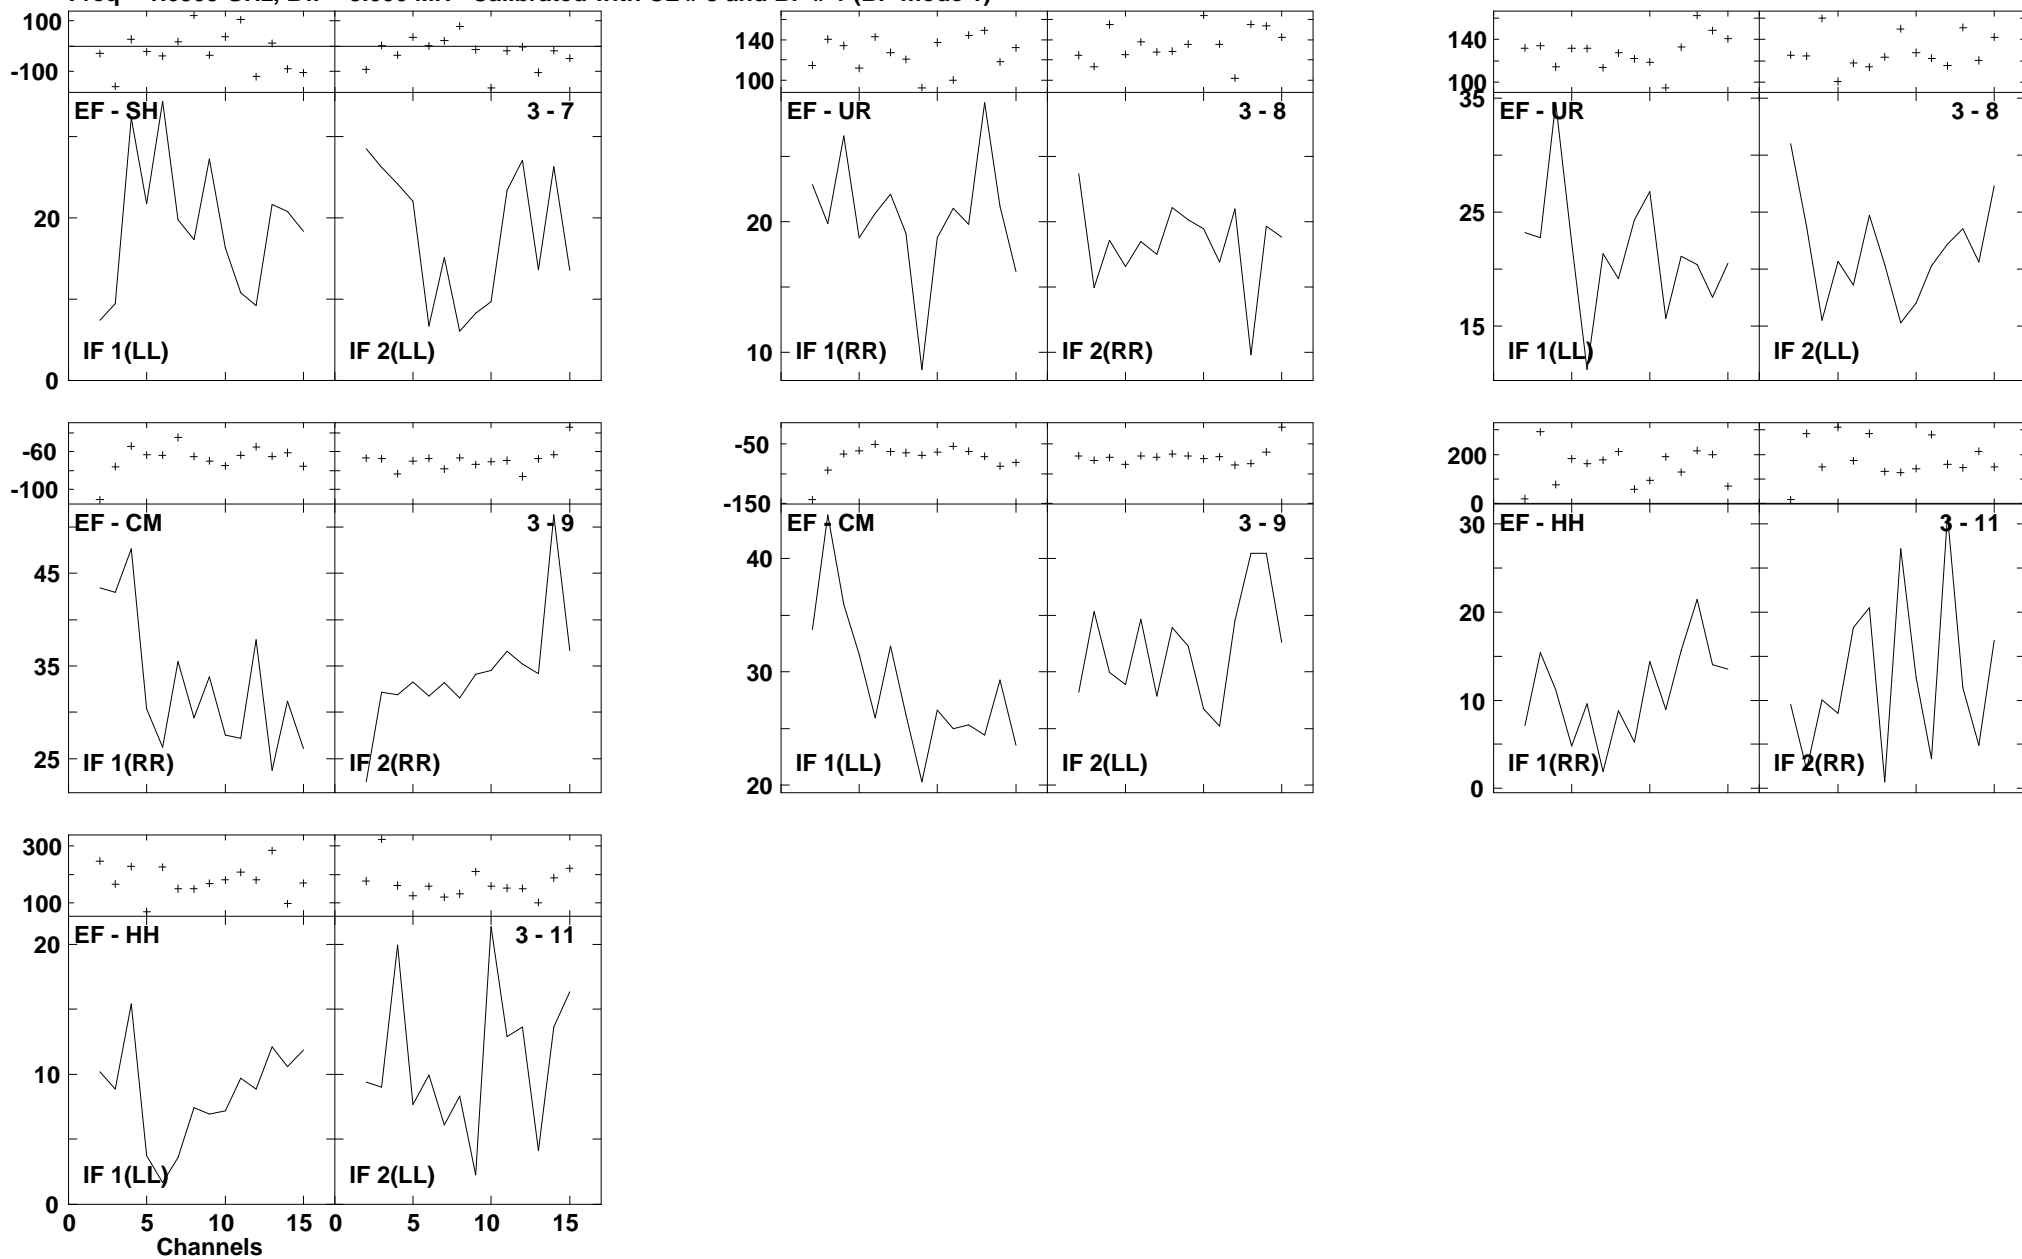 100
-100
EF - SH 3 - 7
20
IF 1(LL) IF 2(LL)
0
140
100
EF - UR 3 - 8
20
IF 1(RR) IF 2(RR)
10
140
100
35
EF - UR 3 - 8
25
15
IF 1(LL) IF 2(LL)
-60
-100
EF - CM 3 - 9
45
35
25
IF 1(RR) IF 2(RR)
-50
-150
EF - CM 3 - 9
40
30
IF 1(LL) IF 2(LL)
20
200
0
EF - HH 3 - 11
30
20
10
IF 1(RR) IF 2(RR)
0
300
100
EF - HH 3 - 11
20
10
IF 1(LL) IF 2(LL)
0
0 5 10 15 0 5 10 15
Channels